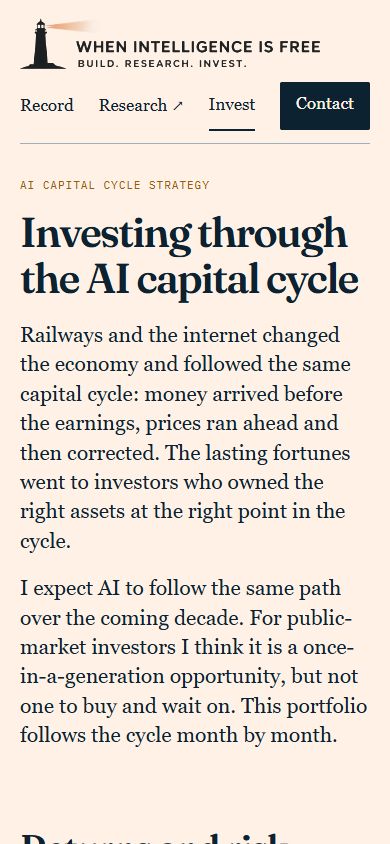 WHEN INTELLIGENCE IS FREE
BUILD. RESEARCH. INVEST.
Record Research ↗ Invest Contact
AI CAPITAL CYCLE STRATEGY
Investing through
the AI capital cycle
Railways and the internet changed
the economy and followed the same
capital cycle: money arrived before
the earnings, prices ran ahead and
then corrected. The lasting fortunes
went to investors who owned the
right assets at the right point in the
cycle.
I expect AI to follow the same path
over the coming decade. For public-
market investors I think it is a once-
in-a-generation opportunity, but not
one to buy and wait on. This portfolio
follows the cycle month by month.
Returns and risk